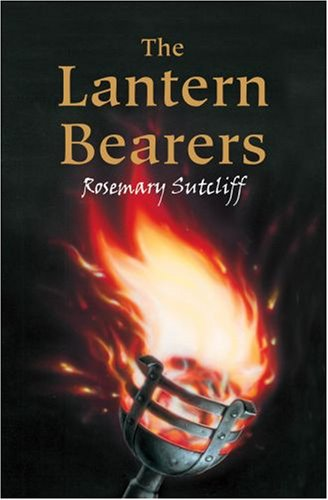 The
Lantern
Bearers
Rosemary Sutcliff